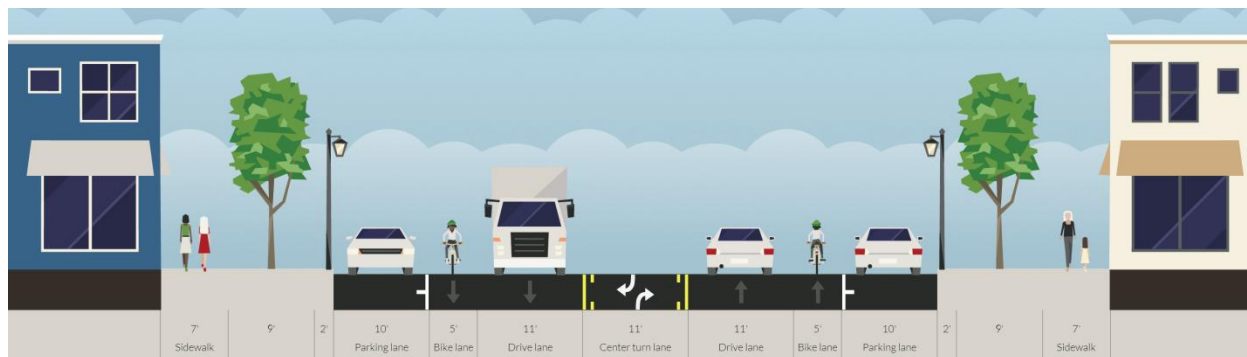 7' 9' 2' 10' 5' 11' 11' 11' 5' 10' 2' 9' 7'
Sidewalk Parking lane Bike lane Drive lane Center turn lane Drive lane Bike lane Parking lane Sidewalk